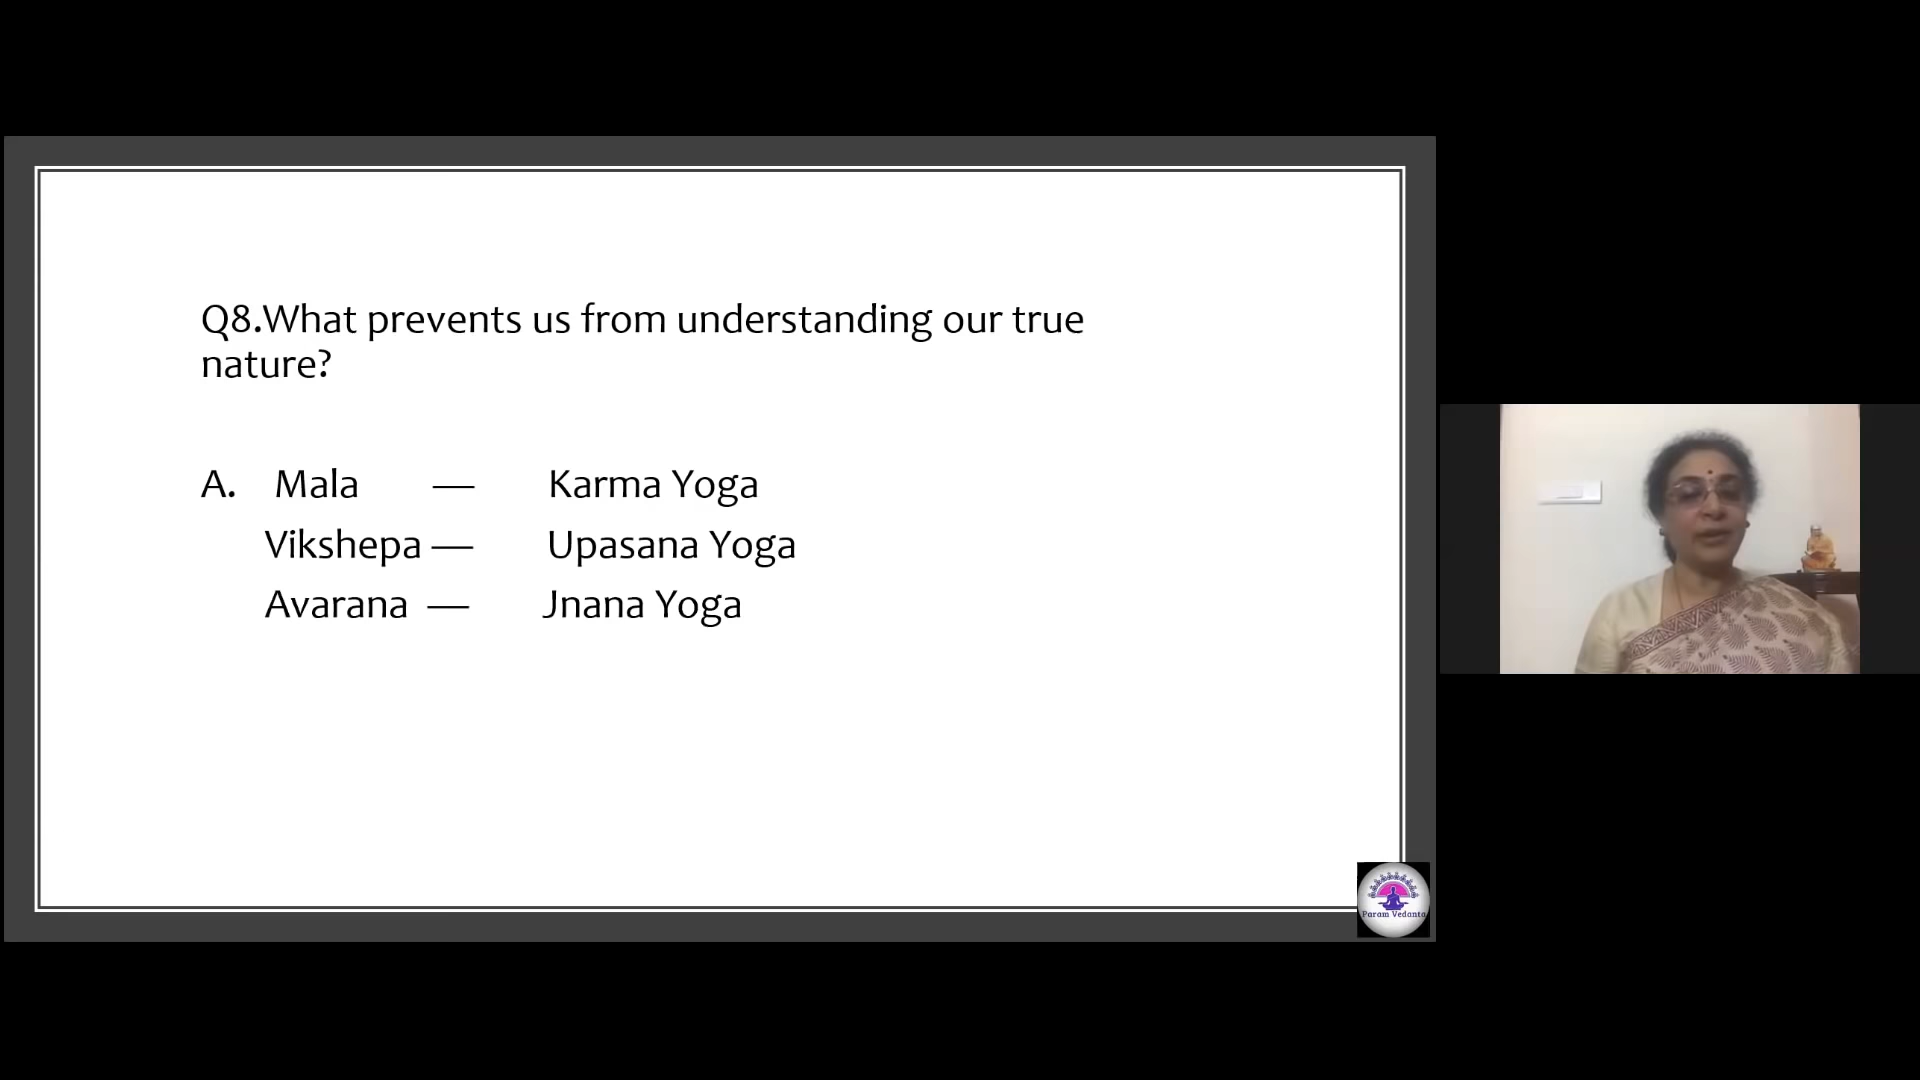 Q8.What prevents us from understanding our true
nature?
A. Mala — Karma Yoga
Vikshepa — Upasana Yoga
Avarana — Jnana Yoga
Param Vedanta